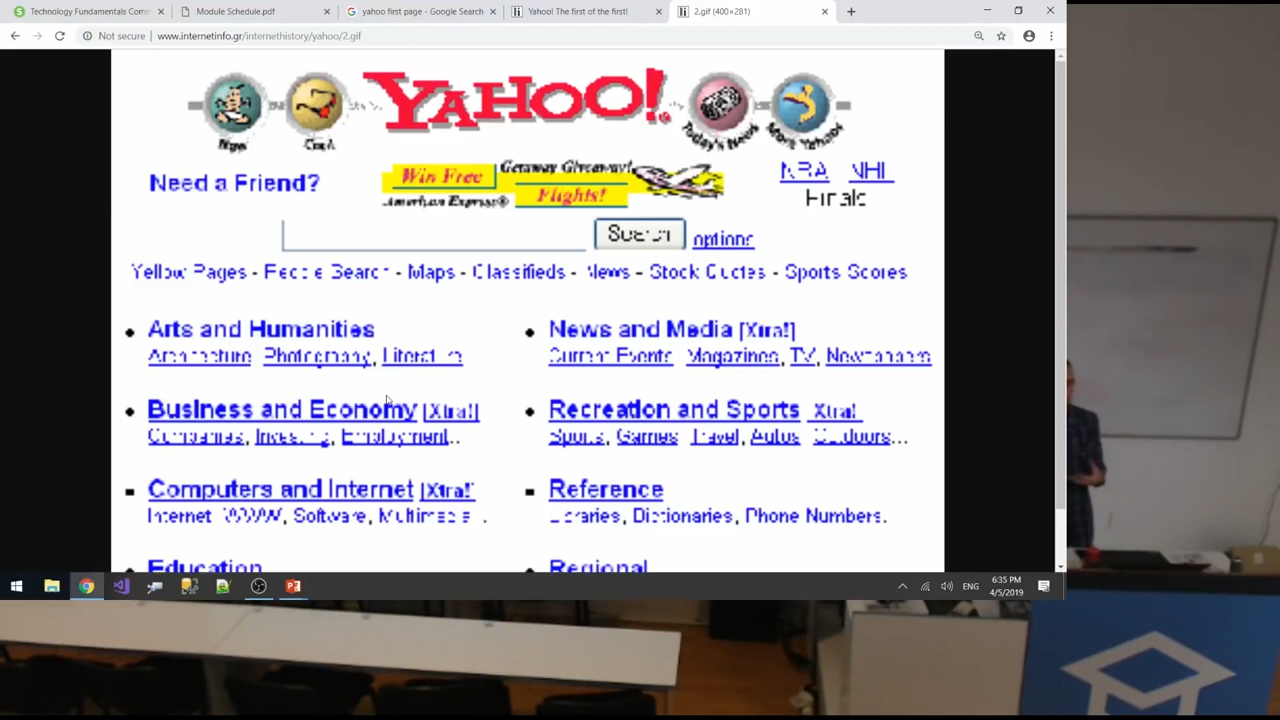 Technology Fundamentals Comm
Module Schedule.pdf
yahoo first page - Google Search
Yahoo! The first of the first!
2.gif (400×281)
Not secure | www.internetinfo.gr/internethistory/yahoo/2.gif
New
Cool
YAHOO!
Today's News
More Yahoos
Need a Friend?
Win Free
Getaway Giveaway!
American Express®
Flights!
NBA NHL
Finals
Search
options
Yellow Pages - People Search - Maps - Classifieds - News - Stock Quotes - Sports Scores
Arts and Humanities
Architecture, Photography, Literature
News and Media [Xtra!]
Current Events, Magazines, TV, Newspapers
Business and Economy [Xtra!]
Companies, Investing, Employment...
Recreation and Sports [Xtra!]
Sports, Games, Travel, Autos, Outdoors...
Computers and Internet [Xtra!]
Internet, WWW, Software, Multimedia...
Reference
Libraries, Dictionaries, Phone Numbers...
Education
Regional
ENG
6:35 PM
4/5/2019